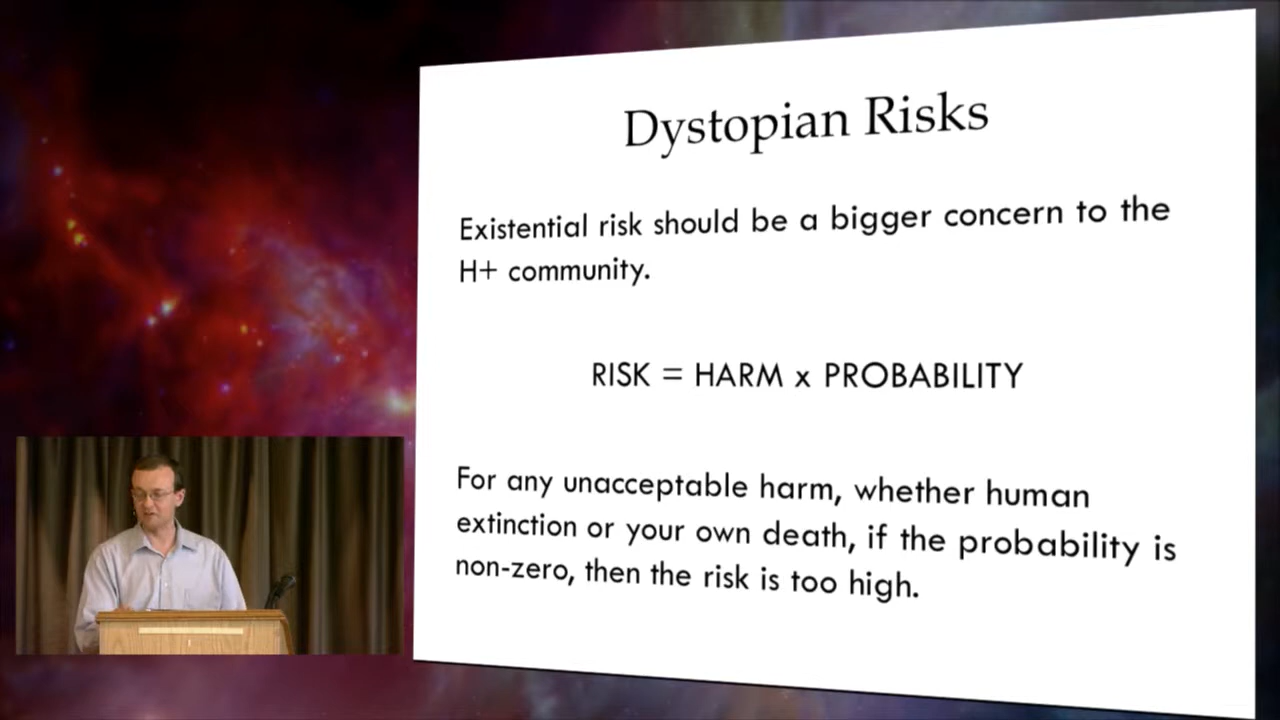 Dystopian Risks
Existential risk should be a bigger concern to the
H+ community.
RISK = HARM x PROBABILITY
For any unacceptable harm, whether human
extinction or your own death, if the probability is
non-zero, then the risk is too high.